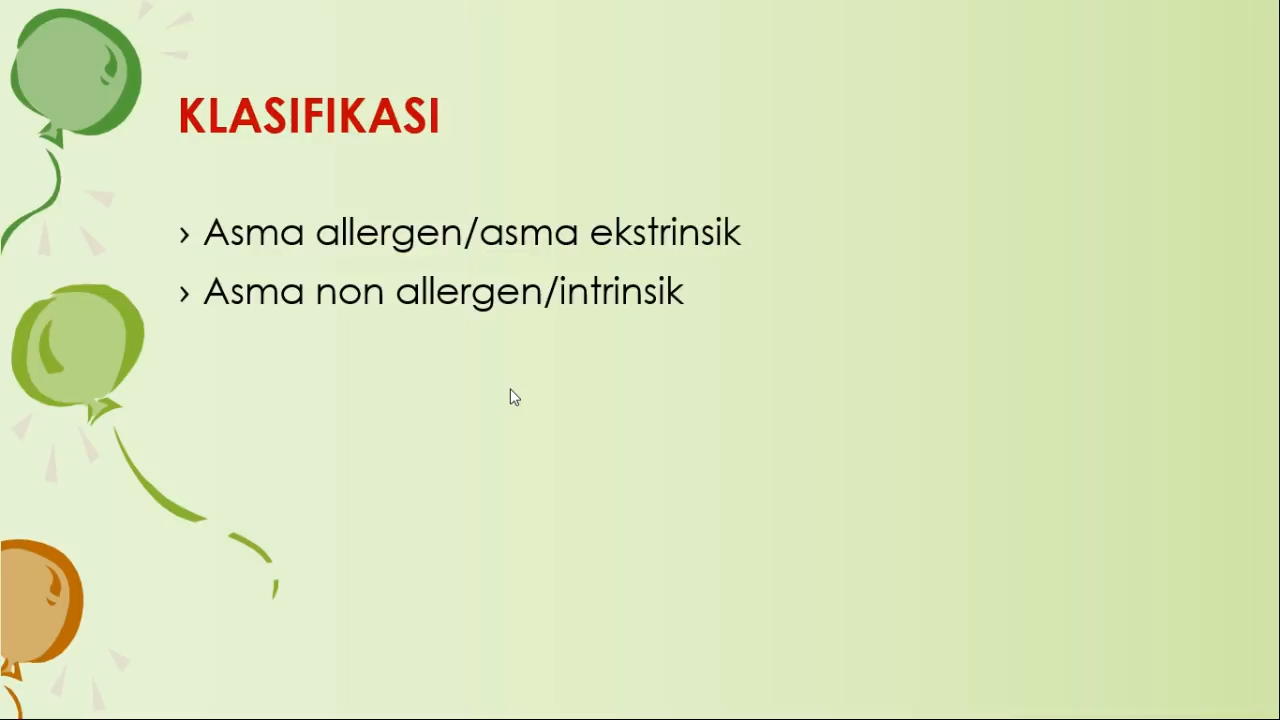 KLASIFIKASI
› Asma allergen/asma ekstrinsik
› Asma non allergen/intrinsik